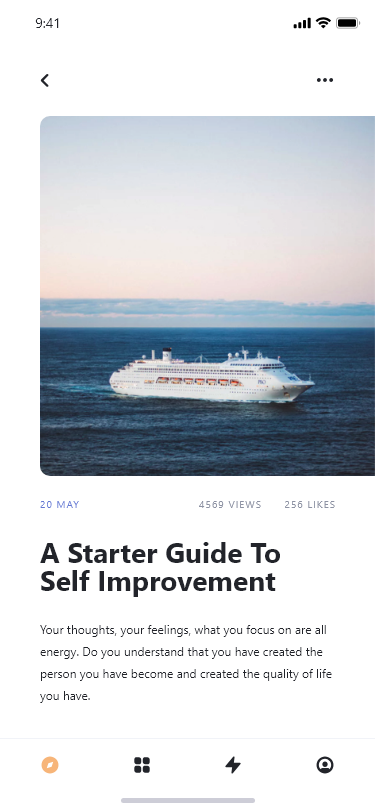 9:41
20 MAY
4569 VIEWS
256 LIKES
A Starter Guide To
Self Improvement
Your thoughts, your feelings, what you focus on are all
energy. Do you understand that you have created the
person you have become and created the quality of life
you have.